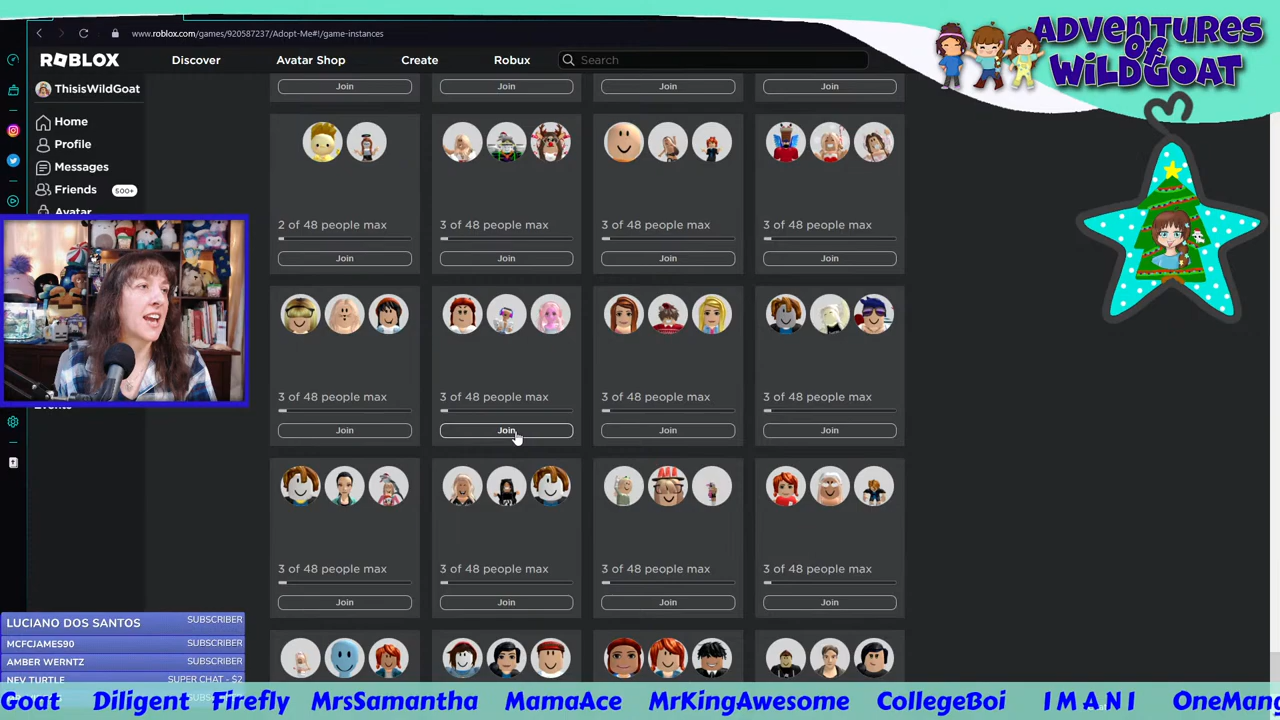 www.roblox.com/games/920587237/Adopt-Me#!/game-instances
ADVENTURES
OF
WILDGOAT
ROBLOX
Discover
Avatar Shop
Create
Robux
Search
ThisisWildGoat
Home
Profile
Messages
Friends
500+
Avatar
Join
Join
Join
Join
2 of 48 people max
3 of 48 people max
3 of 48 people max
3 of 48 people max
Join
Join
Join
Join
3 of 48 people max
3 of 48 people max
3 of 48 people max
3 of 48 people max
Join
Join
Join
Join
3 of 48 people max
3 of 48 people max
3 of 48 people max
3 of 48 people max
Join
Join
Join
Join
LUCIANO DOS SANTOS SUBSCRIBER
MCFCJAMES90 SUBSCRIBER
AMBER WERNTZ SUBSCRIBER
NEV TURTLE SUPER CHAT - $2
Goat Diligent Firefly MrsSamantha MamaAce MrKingAwesome CollegeBoi I M A N I OneMang